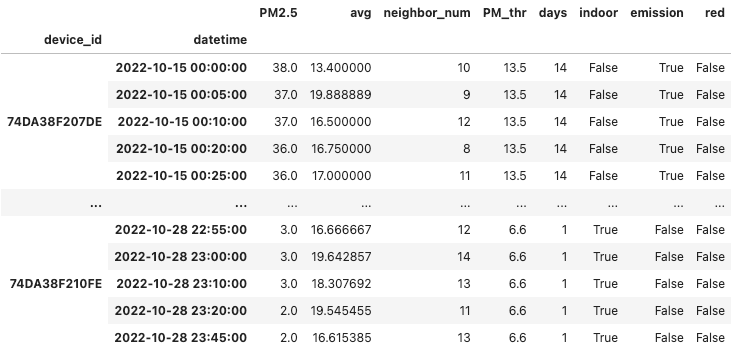 PM2.5 avg neighbor_num PM_thr days indoor emission red
device_id datetime
2022-10-15 00:00:00 38.0 13.400000 10 13.5 14 False True False
2022-10-15 00:05:00 37.0 19.888889 9 13.5 14 False True False
74DA38F207DE 2022-10-15 00:10:00 37.0 16.500000 12 13.5 14 False True False
2022-10-15 00:20:00 36.0 16.750000 8 13.5 14 False True False
2022-10-15 00:25:00 36.0 17.000000 11 13.5 14 False True False
... ... ... ... ... ... ... ... ... ...
2022-10-28 22:55:00 3.0 16.666667 12 6.6 1 True False False
2022-10-28 23:00:00 3.0 19.642857 14 6.6 1 True False False
74DA38F210FE 2022-10-28 23:10:00 3.0 18.307692 13 6.6 1 True False False
2022-10-28 23:20:00 2.0 19.545455 11 6.6 1 True False False
2022-10-28 23:45:00 2.0 16.615385 13 6.6 1 True False False